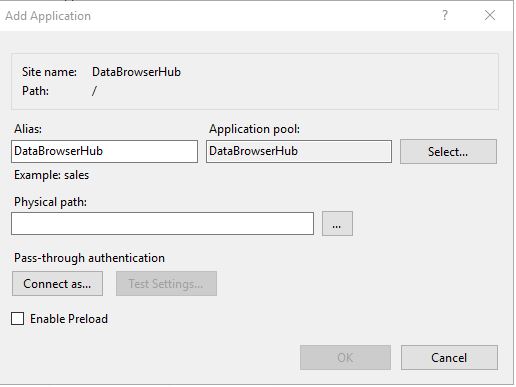 Add Application
?
Site name: DataBrowserHub
Path: /
Alias: Application pool:
DataBrowserHub DataBrowserHub Select...
Example: sales
Physical path:
...
Pass-through authentication
Connect as... Test Settings...
Enable Preload
OK Cancel